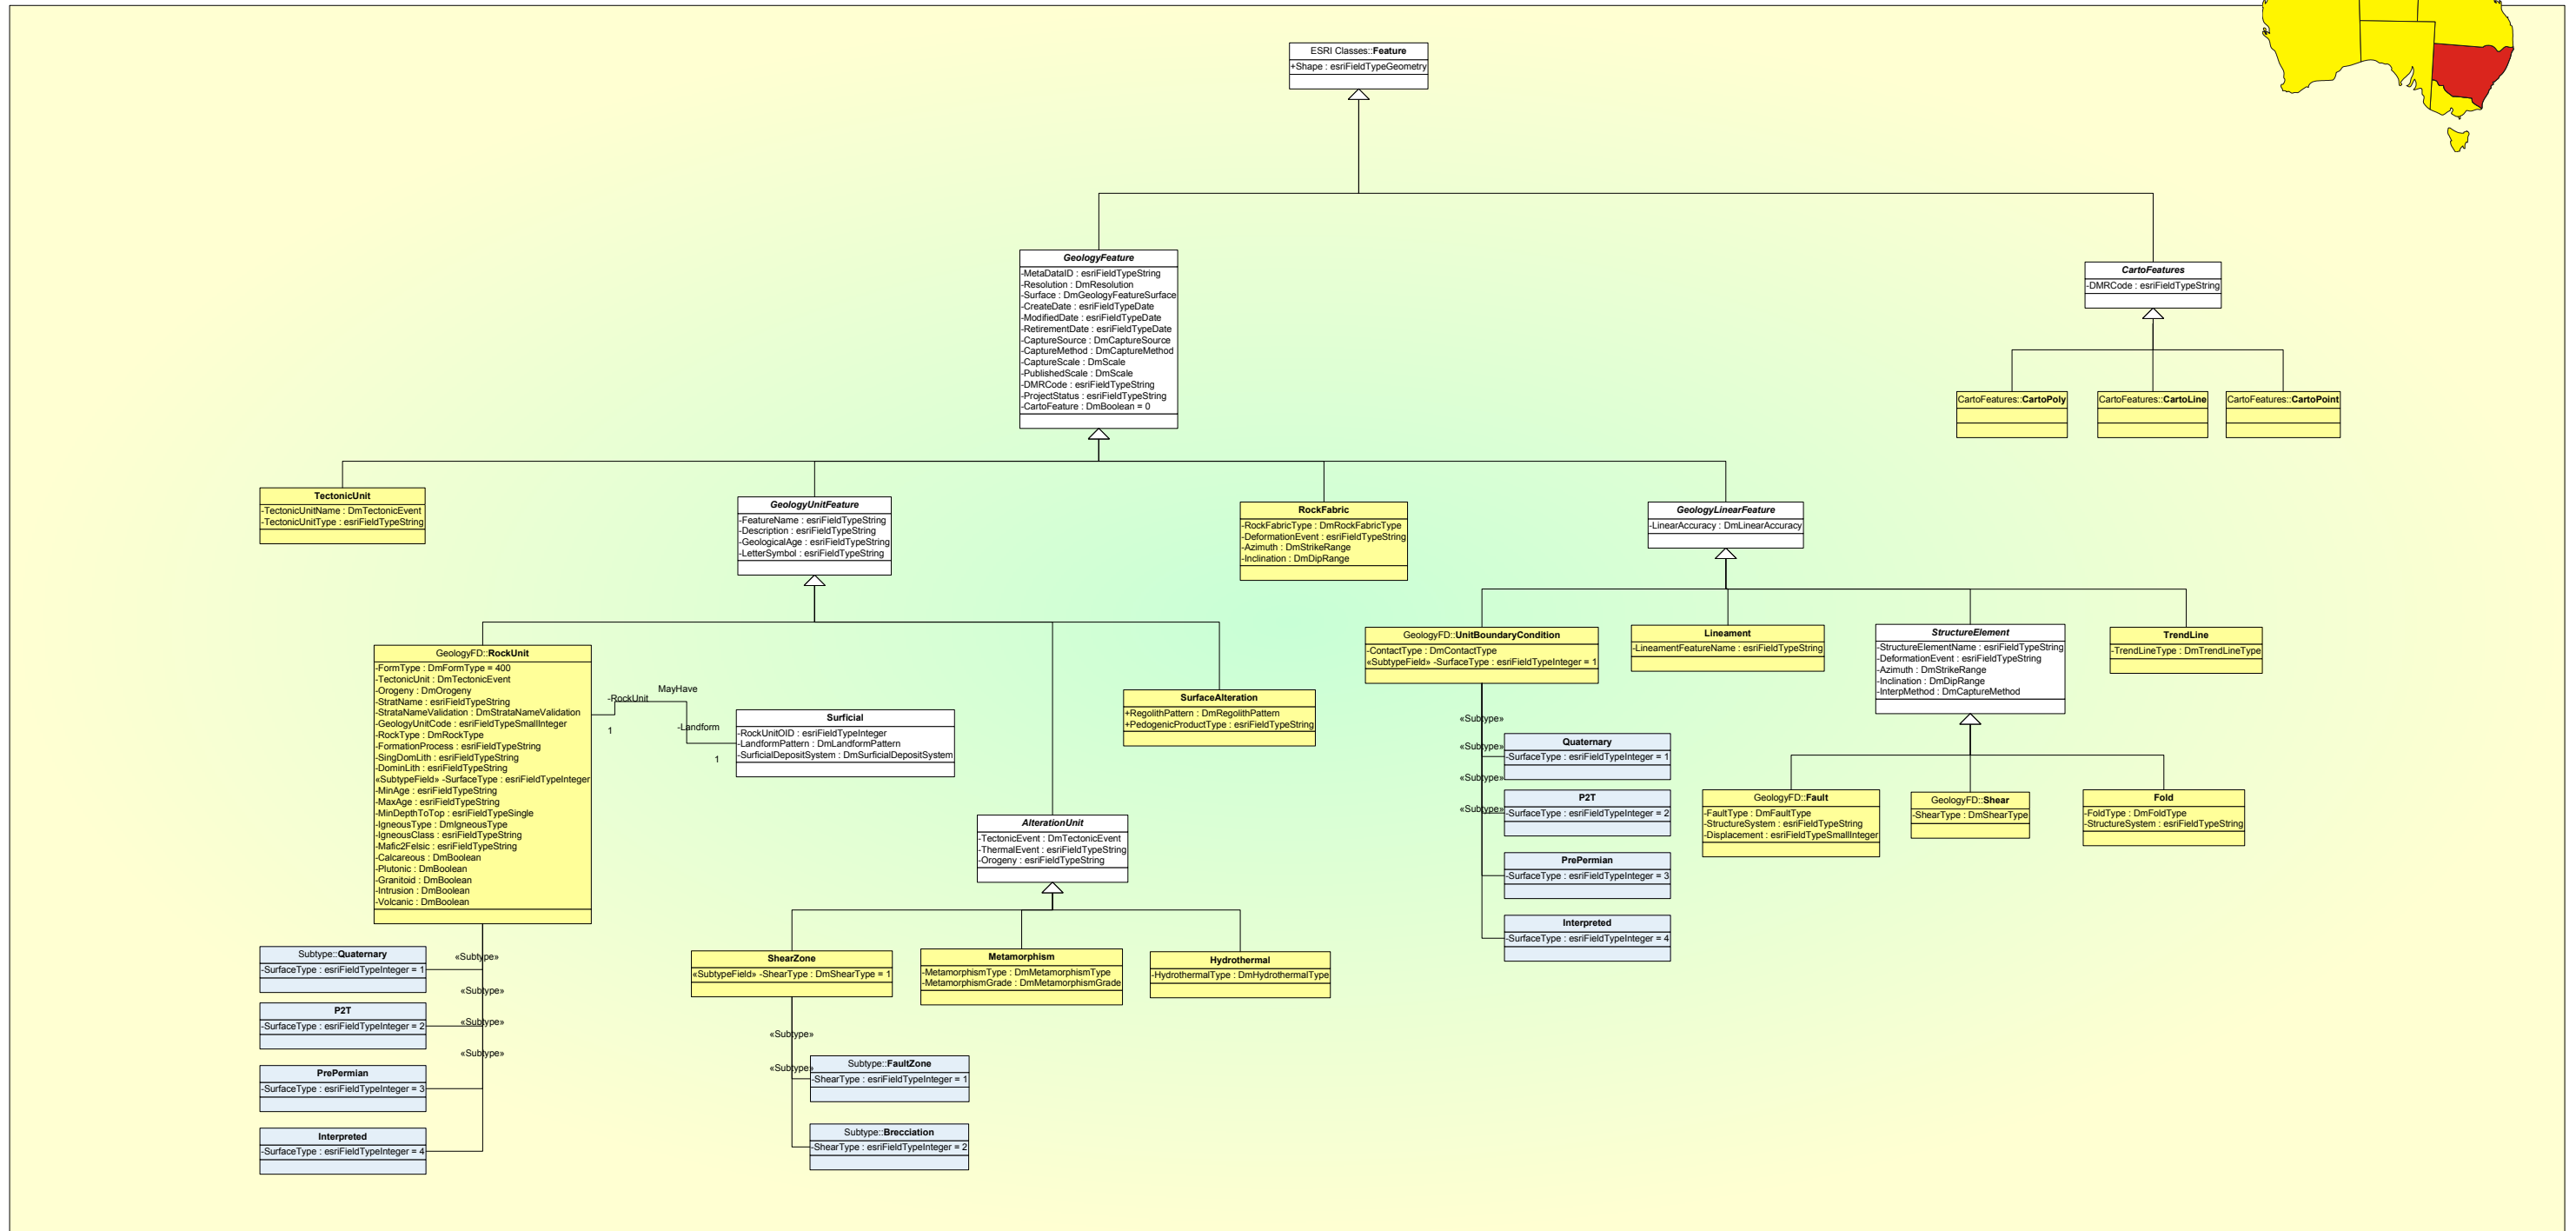 ESRI Classes::Feature
+Shape : esriFieldTypeGeometry
GeologyFeature
-MetaDataID : esriFieldTypeString
-Resolution : DmResolution
-Surface : DmGeologyFeatureSurface
-CreateDate : esriFieldTypeDate
-ModifiedDate : esriFieldTypeDate
-RetirementDate : esriFieldTypeDate
-CaptureSource : DmCaptureSource
-CaptureMethod : DmCaptureMethod
-CaptureScale : DmScale
-PublishedScale : DmScale
-DMRCode : esriFieldTypeString
-ProjectStatus : esriFieldTypeString
-CartoFeature : DmBoolean = 0
CartoFeatures
-DMRCode : esriFieldTypeString
CartoFeatures::CartoPoly
CartoFeatures::CartoLine
CartoFeatures::CartoPoint
TectonicUnit
-TectonicUnitName : DmTectonicEvent
-TectonicUnitType : esriFieldTypeString
GeologyUnitFeature
-FeatureName : esriFieldTypeString
-Description : esriFieldTypeString
-GeologicalAge : esriFieldTypeString
-LetterSymbol : esriFieldTypeString
RockFabric
-RockFabricType : DmRockFabricType
-DeformationEvent : esriFieldTypeString
-Azimuth : DmStrikeRange
-Inclination : DmDipRange
GeologyLinearFeature
-LinearAccuracy : DmLinearAccuracy
GeologyFD::RockUnit
-FormType : DmFormType = 400
-TectonicUnit : DmTectonicEvent
-Orogeny : DmOrogeny
-StratName : esriFieldTypeString
-StrataNameValidation : DmStrataNameValidation
-GeologyUnitCode : esriFieldTypeSmallInteger
-RockType : DmRockType
-FormationProcess : esriFieldTypeString
-SingDomLith : esriFieldTypeString
-DominLith : esriFieldTypeString
«SubtypeField» -SurfaceType : esriFieldTypeInteger
-MinAge : esriFieldTypeString
-MaxAge : esriFieldTypeString
-MinDepthToTop : esriFieldTypeSingle
-IgneousType : DmIgneousType
-IgneousClass : esriFieldTypeString
-Mafic2Felsic : esriFieldTypeString
-Calcareous : DmBoolean
-Plutonic : DmBoolean
-Granitoid : DmBoolean
-Intrusion : DmBoolean
-Volcanic : DmBoolean
-RockUnit
MayHave
1
-Landform
1
Surficial
-RockUnitOID : esriFieldTypeInteger
-LandformPattern : DmLandformPattern
-SurficialDepositSystem : DmSurficialDepositSystem
SurfaceAlteration
+RegolithPattern : DmRegolithPattern
+PedogenicProductType : esriFieldTypeString
GeologyFD::UnitBoundaryCondition
-ContactType : DmContactType
«SubtypeField» -SurfaceType : esriFieldTypeInteger = 1
Lineament
-LineamentFeatureName : esriFieldTypeString
StructureElement
-StructureElementName : esriFieldTypeString
-DeformationEvent : esriFieldTypeString
-Azimuth : DmStrikeRange
-Inclination : DmDipRange
-InterpMethod : DmCaptureMethod
TrendLine
-TrendLineType : DmTrendLineType
«Subtype»
«Subtype»
«Subtype»
«Subtype»
Quaternary
-SurfaceType : esriFieldTypeInteger = 1
P2T
-SurfaceType : esriFieldTypeInteger = 2
PrePermian
-SurfaceType : esriFieldTypeInteger = 3
Interpreted
-SurfaceType : esriFieldTypeInteger = 4
GeologyFD::Fault
-FaultType : DmFaultType
-StructureSystem : esriFieldTypeString
-Displacement : esriFieldTypeSmallInteger
GeologyFD::Shear
-ShearType : DmShearType
Fold
-FoldType : DmFoldType
-StructureSystem : esriFieldTypeString
AlterationUnit
-TectonicEvent : DmTectonicEvent
-ThermalEvent : esriFieldTypeString
-Orogeny : esriFieldTypeString
ShearZone
«SubtypeField» -ShearType : DmShearType = 1
Metamorphism
-MetamorphismType : DmMetamorphismType
-MetamorphismGrade : DmMetamorphismGrade
Hydrothermal
-HydrothermalType : DmHydrothermalType
«Subtype»
«Subtype»
Subtype::FaultZone
-ShearType : esriFieldTypeInteger = 1
Subtype::Brecciation
-ShearType : esriFieldTypeInteger = 2
«Subtype»
«Subtype»
«Subtype»
«Subtype»
Subtype::Quaternary
-SurfaceType : esriFieldTypeInteger = 1
P2T
-SurfaceType : esriFieldTypeInteger = 2
PrePermian
-SurfaceType : esriFieldTypeInteger = 3
Interpreted
-SurfaceType : esriFieldTypeInteger = 4